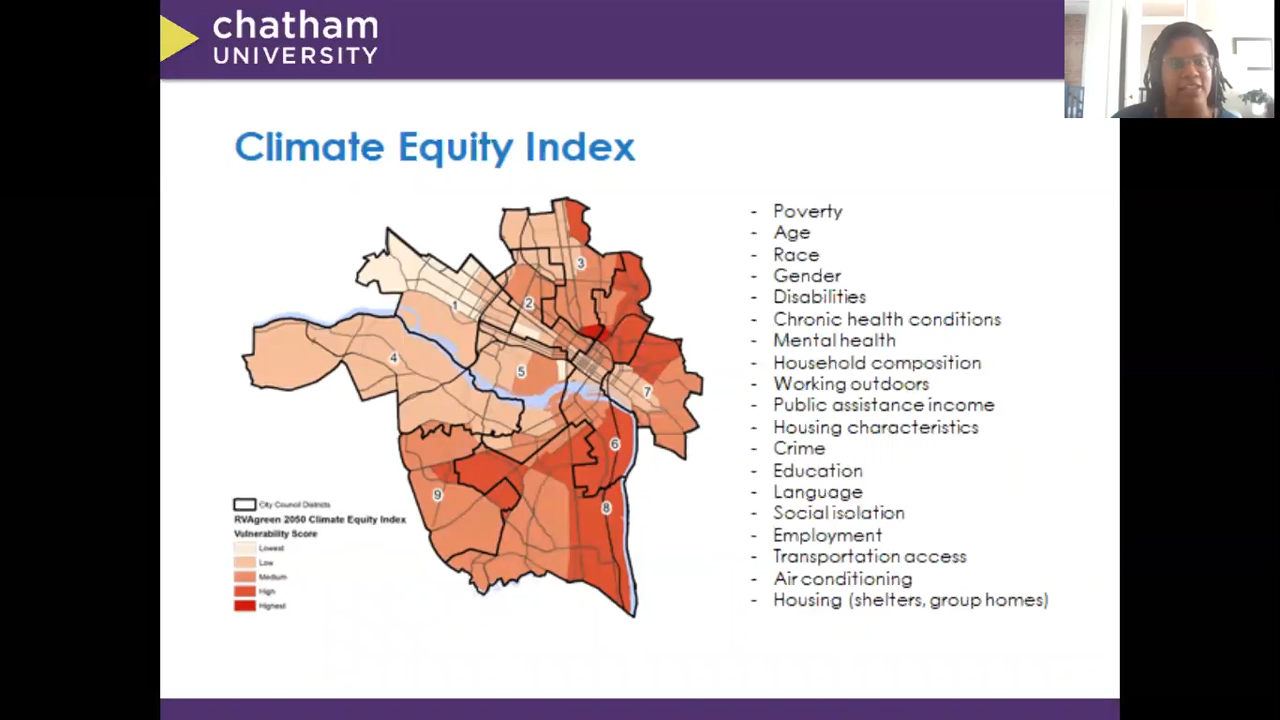 chatham
UNIVERSITY
Climate Equity Index
- Poverty
- Age
- Race
- Gender
- Disabilities
- Chronic health conditions
- Mental health
- Household composition
- Working outdoors
- Public assistance income
- Housing characteristics
- Crime
- Education
- Language
- Social isolation
- Employment
- Transportation access
- Air conditioning
- Housing (shelters, group homes)
3
2
1
4
5
7
6
9
8
City Council Districts
RVAgreen 2050 Climate Equity Index
Vulnerability Score
Lowest
Low
Medium
High
Highest